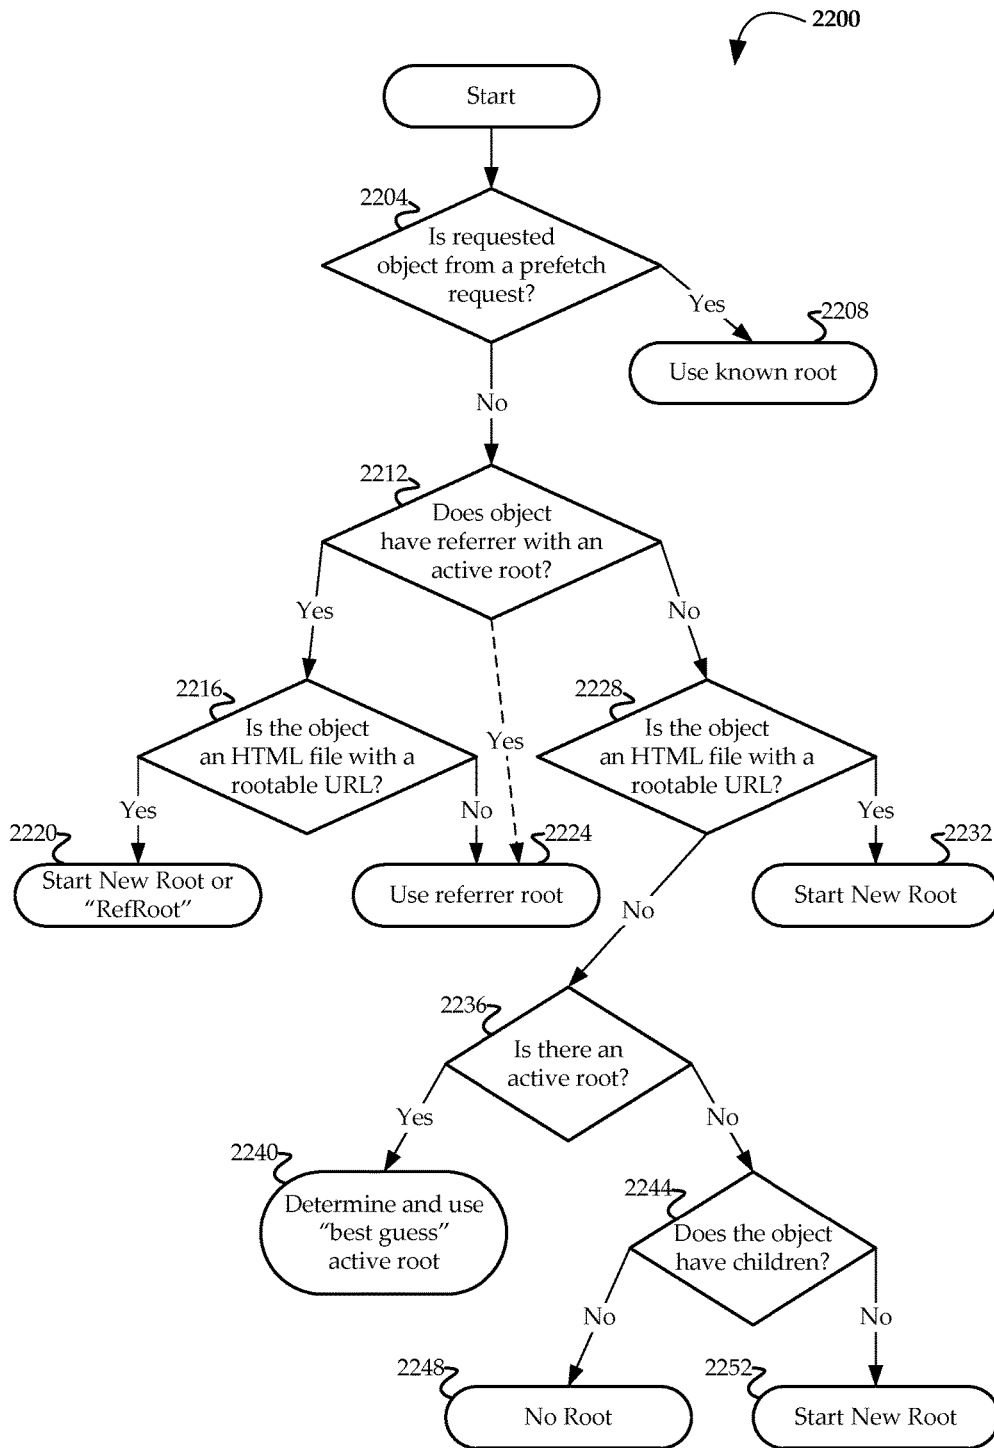 2200
Start
2204
Is requested
object from a prefetch
request?
Yes
2208
Use known root
No
2212
Does object
have referrer with an
active root?
Yes
No
2216
Is the object
an HTML file with a
rootable URL?
Yes
2228
Is the object
an HTML file with a
rootable URL?
Yes
No
Yes
2220
Start New Root or
“RefRoot”
2224
Use referrer root
2232
Start New Root
No
2236
Is there an
active root?
Yes
No
2240
Determine and use
“best guess”
active root
2244
Does the object
have children?
No
No
2248
No Root
2252
Start New Root